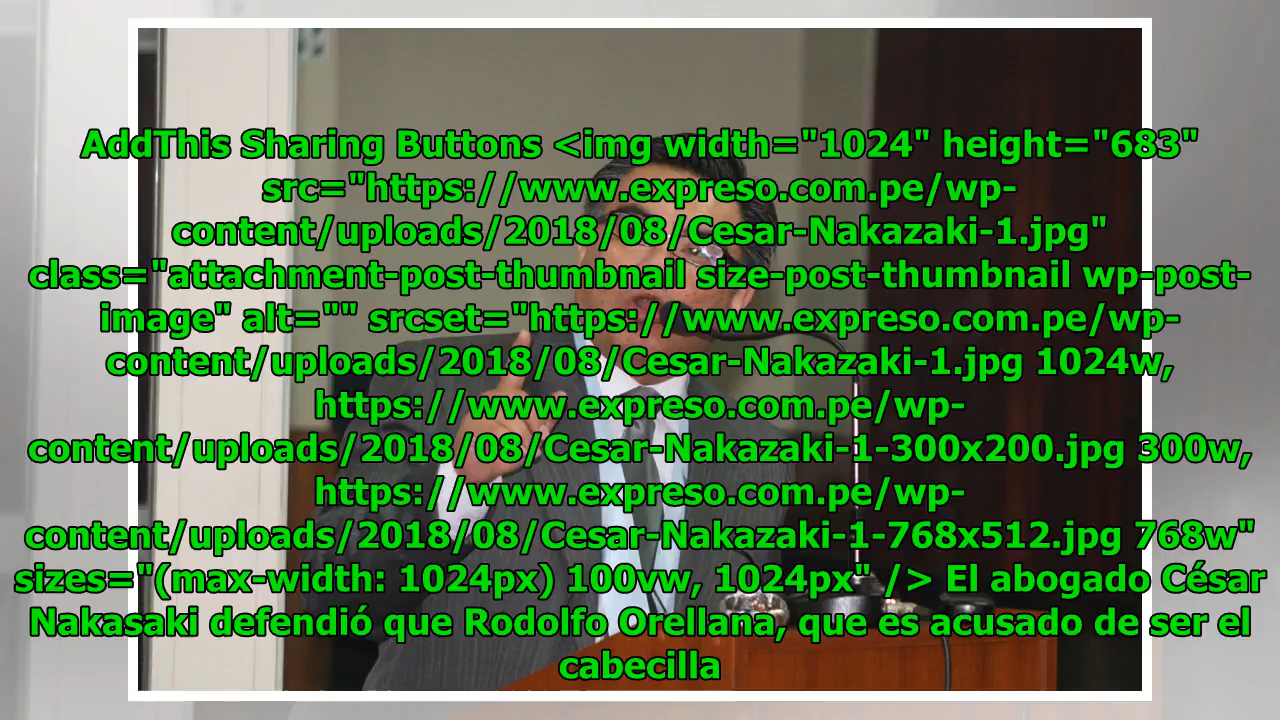 AddThis Sharing Buttons <img width="1024" height="683"
src="https://www.expreso.com.pe/wp-
content/uploads/2018/08/Cesar-Nakazaki-1.jpg"
class="attachment-post-thumbnail size-post-thumbnail wp-post-
image" alt="" srcset="https://www.expreso.com.pe/wp-
content/uploads/2018/08/Cesar-Nakazaki-1.jpg 1024w,
https://www.expreso.com.pe/wp-
content/uploads/2018/08/Cesar-Nakazaki-1-300x200.jpg 300w,
https://www.expreso.com.pe/wp-
content/uploads/2018/08/Cesar-Nakazaki-1-768x512.jpg 768w"
sizes="(max-width: 1024px) 100vw, 1024px" /> El abogado César
Nakasaki defendió que Rodolfo Orellana, que es acusado de ser el
cabecilla